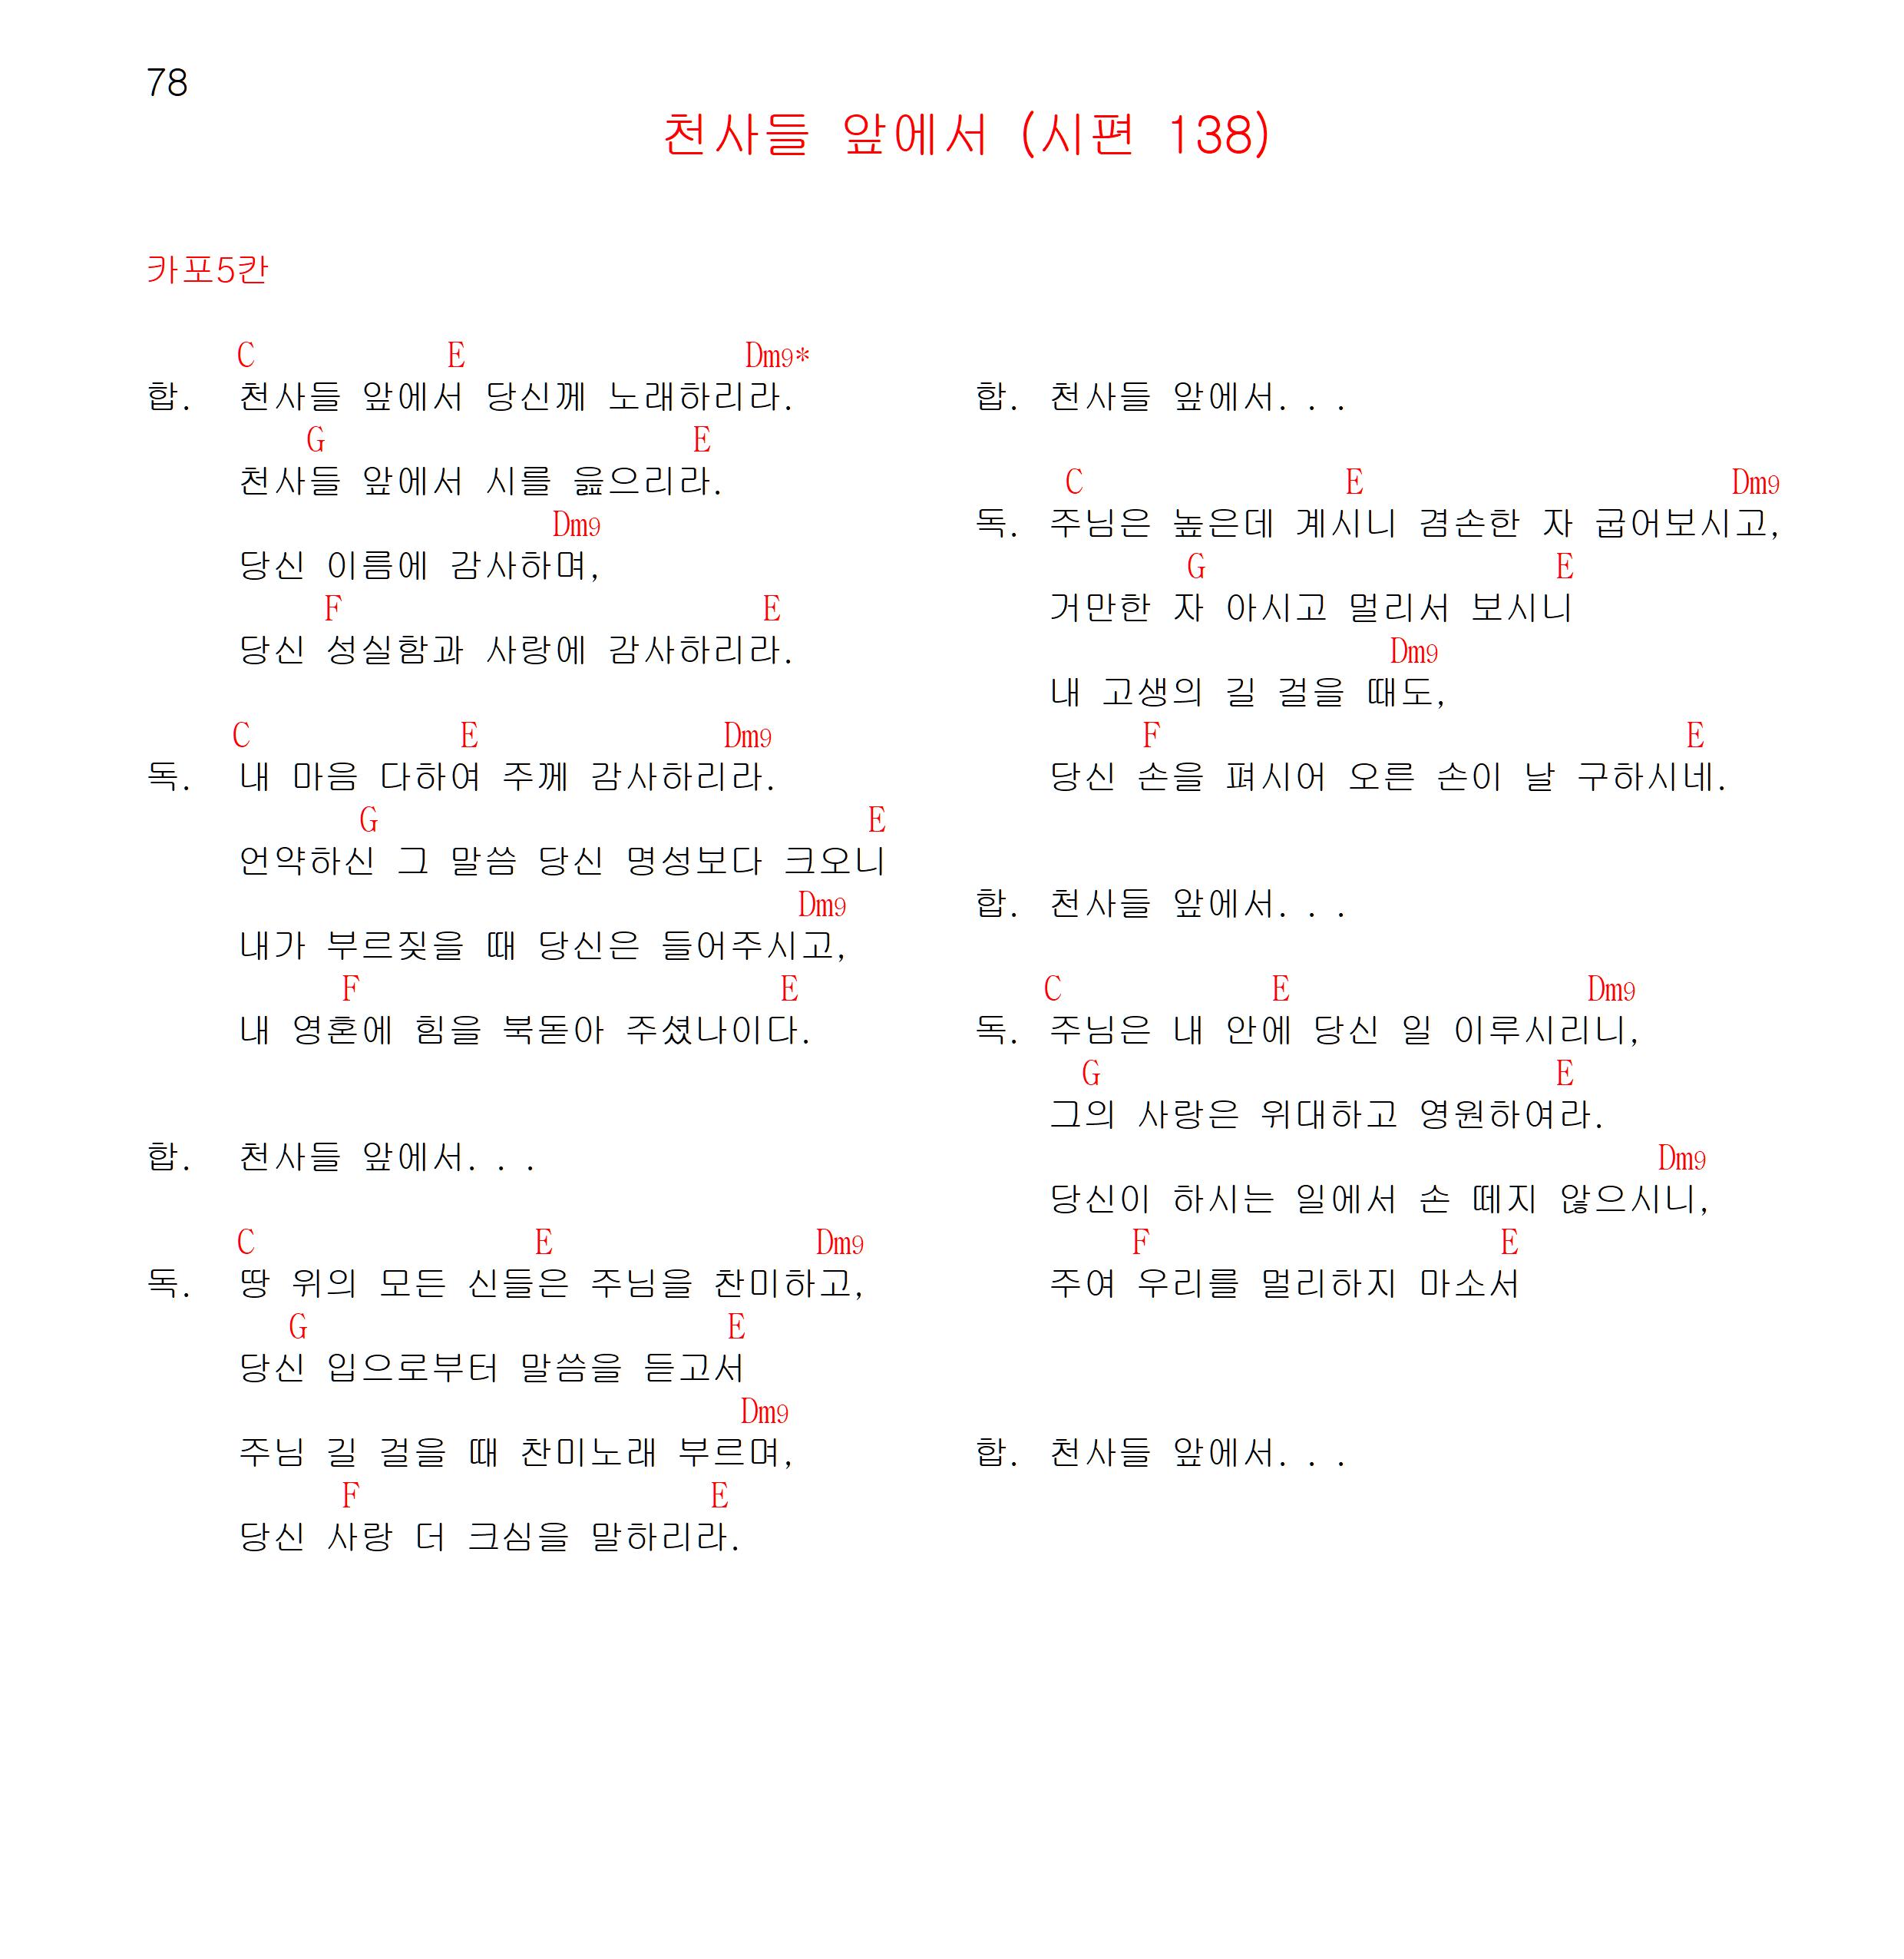 78
천사들 앞에서 (시편 138)
카포5칸
C E Dm9*
합. 천사들 앞에서 당신께 노래하리라.
G E
천사들 앞에서 시를 읊으리라.
Dm9
당신 이름에 감사하며,
F E
당신 성실함과 사랑에 감사하리라.
C E Dm9
독. 내 마음 다하여 주께 감사하리라.
G E
언약하신 그 말씀 당신 명성보다 크오니
Dm9
내가 부르짖을 때 당신은 들어주시고,
F E
내 영혼에 힘을 북돋아 주셨나이다.
합. 천사들 앞에서...
C E Dm9
독. 땅 위의 모든 신들은 주님을 찬미하고,
G E
당신 입으로부터 말씀을 듣고서
Dm9
주님 길 걸을 때 찬미노래 부르며,
F E
당신 사랑 더 크심을 말하리라.
합. 천사들 앞에서...
C E Dm9
독. 주님은 높은데 계시니 겸손한 자 굽어보시고,
G E
거만한 자 아시고 멀리서 보시니
Dm9
내 고생의 길 걸을 때도,
F E
당신 손을 펴시어 오른 손이 날 구하시네.
합. 천사들 앞에서...
C E Dm9
독. 주님은 내 안에 당신 일 이루시리니,
G E
그의 사랑은 위대하고 영원하여라.
Dm9
당신이 하시는 일에서 손 떼지 않으시니,
F E
주여 우리를 멀리하지 마소서
합. 천사들 앞에서...